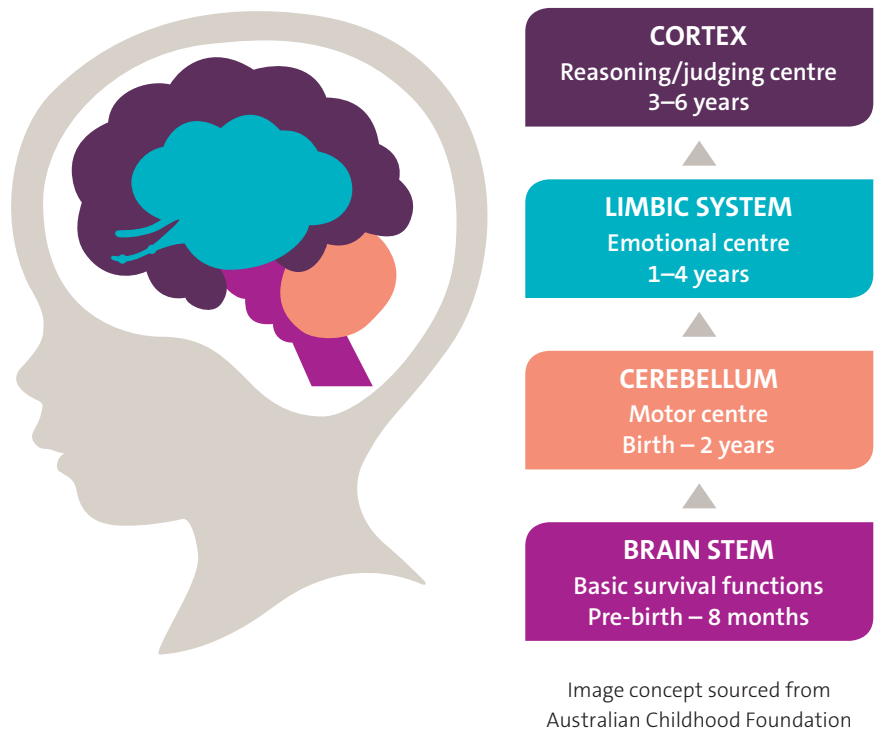 CORTEX
Reasoning/judging centre
3–6 years
LIMBIC SYSTEM
Emotional centre
1–4 years
CEREBELLUM
Motor centre
Birth – 2 years
BRAIN STEM
Basic survival functions
Pre-birth – 8 months
Image concept sourced from
Australian Childhood Foundation